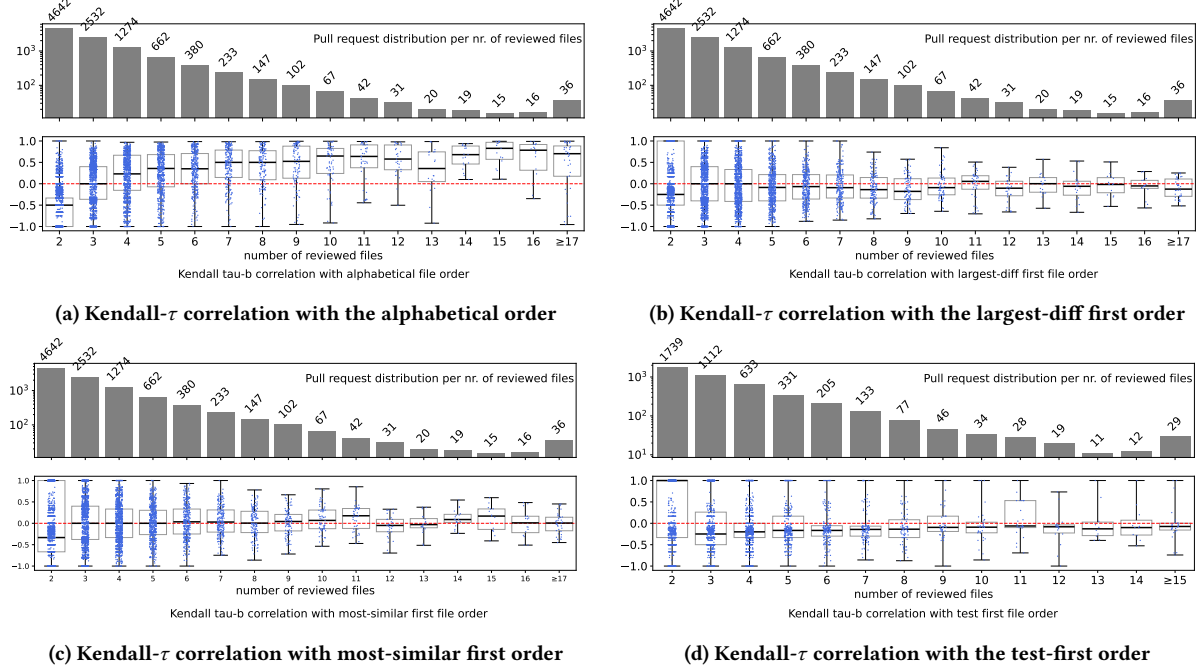 4642 2532 1274 662 380 233 147 102 67 42 31 20 19 15 16 36
Pull request distribution per nr. of reviewed files
10³
10²
1.0
0.5
0.0
−0.5
−1.0
2 3 4 5 6 7 8 9 10 11 12 13 14 15 16 ≥17
number of reviewed files
Kendall tau-b correlation with alphabetical file order
(a) Kendall-τ correlation with the alphabetical order
4642 2532 1274 662 380 233 147 102 67 42 31 20 19 15 16 36
Pull request distribution per nr. of reviewed files
10³
10²
1.0
0.5
0.0
−0.5
−1.0
2 3 4 5 6 7 8 9 10 11 12 13 14 15 16 ≥17
number of reviewed files
Kendall tau-b correlation with largest-diff first file order
(b) Kendall-τ correlation with the largest-diff first order
4642 2532 1274 662 380 233 147 102 67 42 31 20 19 15 16 36
Pull request distribution per nr. of reviewed files
10³
10²
1.0
0.5
0.0
−0.5
−1.0
2 3 4 5 6 7 8 9 10 11 12 13 14 15 16 ≥17
number of reviewed files
Kendall tau-b correlation with most-similar first file order
(c) Kendall-τ correlation with most-similar first order
1739 1112 633 331 205 133 77 46 34 28 19 11 12 29
Pull request distribution per nr. of reviewed files
10³
10²
10¹
1.0
0.5
0.0
−0.5
−1.0
2 3 4 5 6 7 8 9 10 11 12 13 14 ≥15
number of reviewed files
Kendall tau-b correlation with test first file order
(d) Kendall-τ correlation with the test-first order